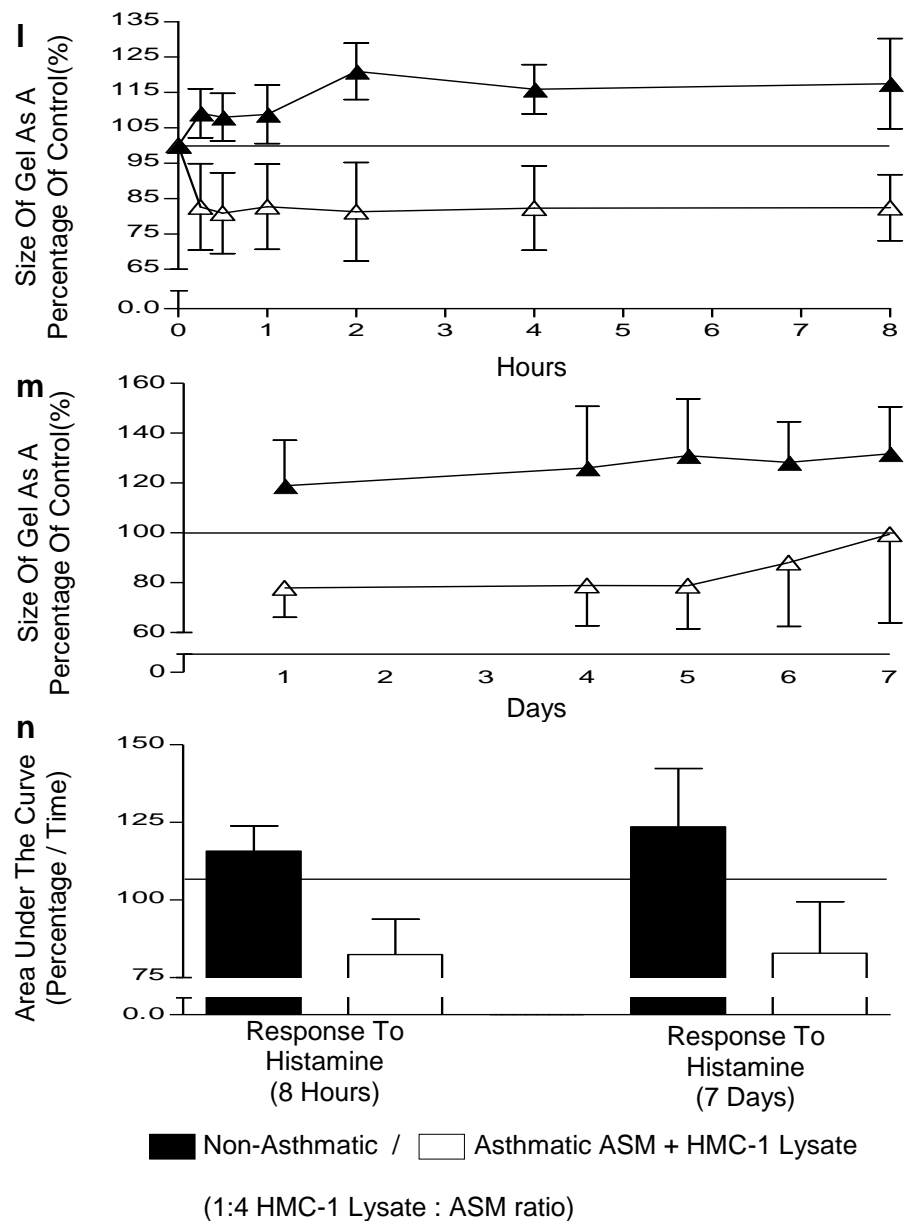 l
Size Of Gel As A
Percentage Of Control(%)
135
125
115
105
95
85
75
65
0.0
0 1 2 4 5 6 7 8
Hours
m
Size Of Gel As A
Percentage Of Control(%)
160
140
120
100
80
60
0
1 2 3 4 5 6 7
Days
n
Area Under The Curve
(Percentage / Time)
150
125
100
75
0.0
Response To
Histamine
(8 Hours)
Response To
Histamine
(7 Days)
Non-Asthmatic / Asthmatic ASM + HMC-1 Lysate
(1:4 HMC-1 Lysate : ASM ratio)